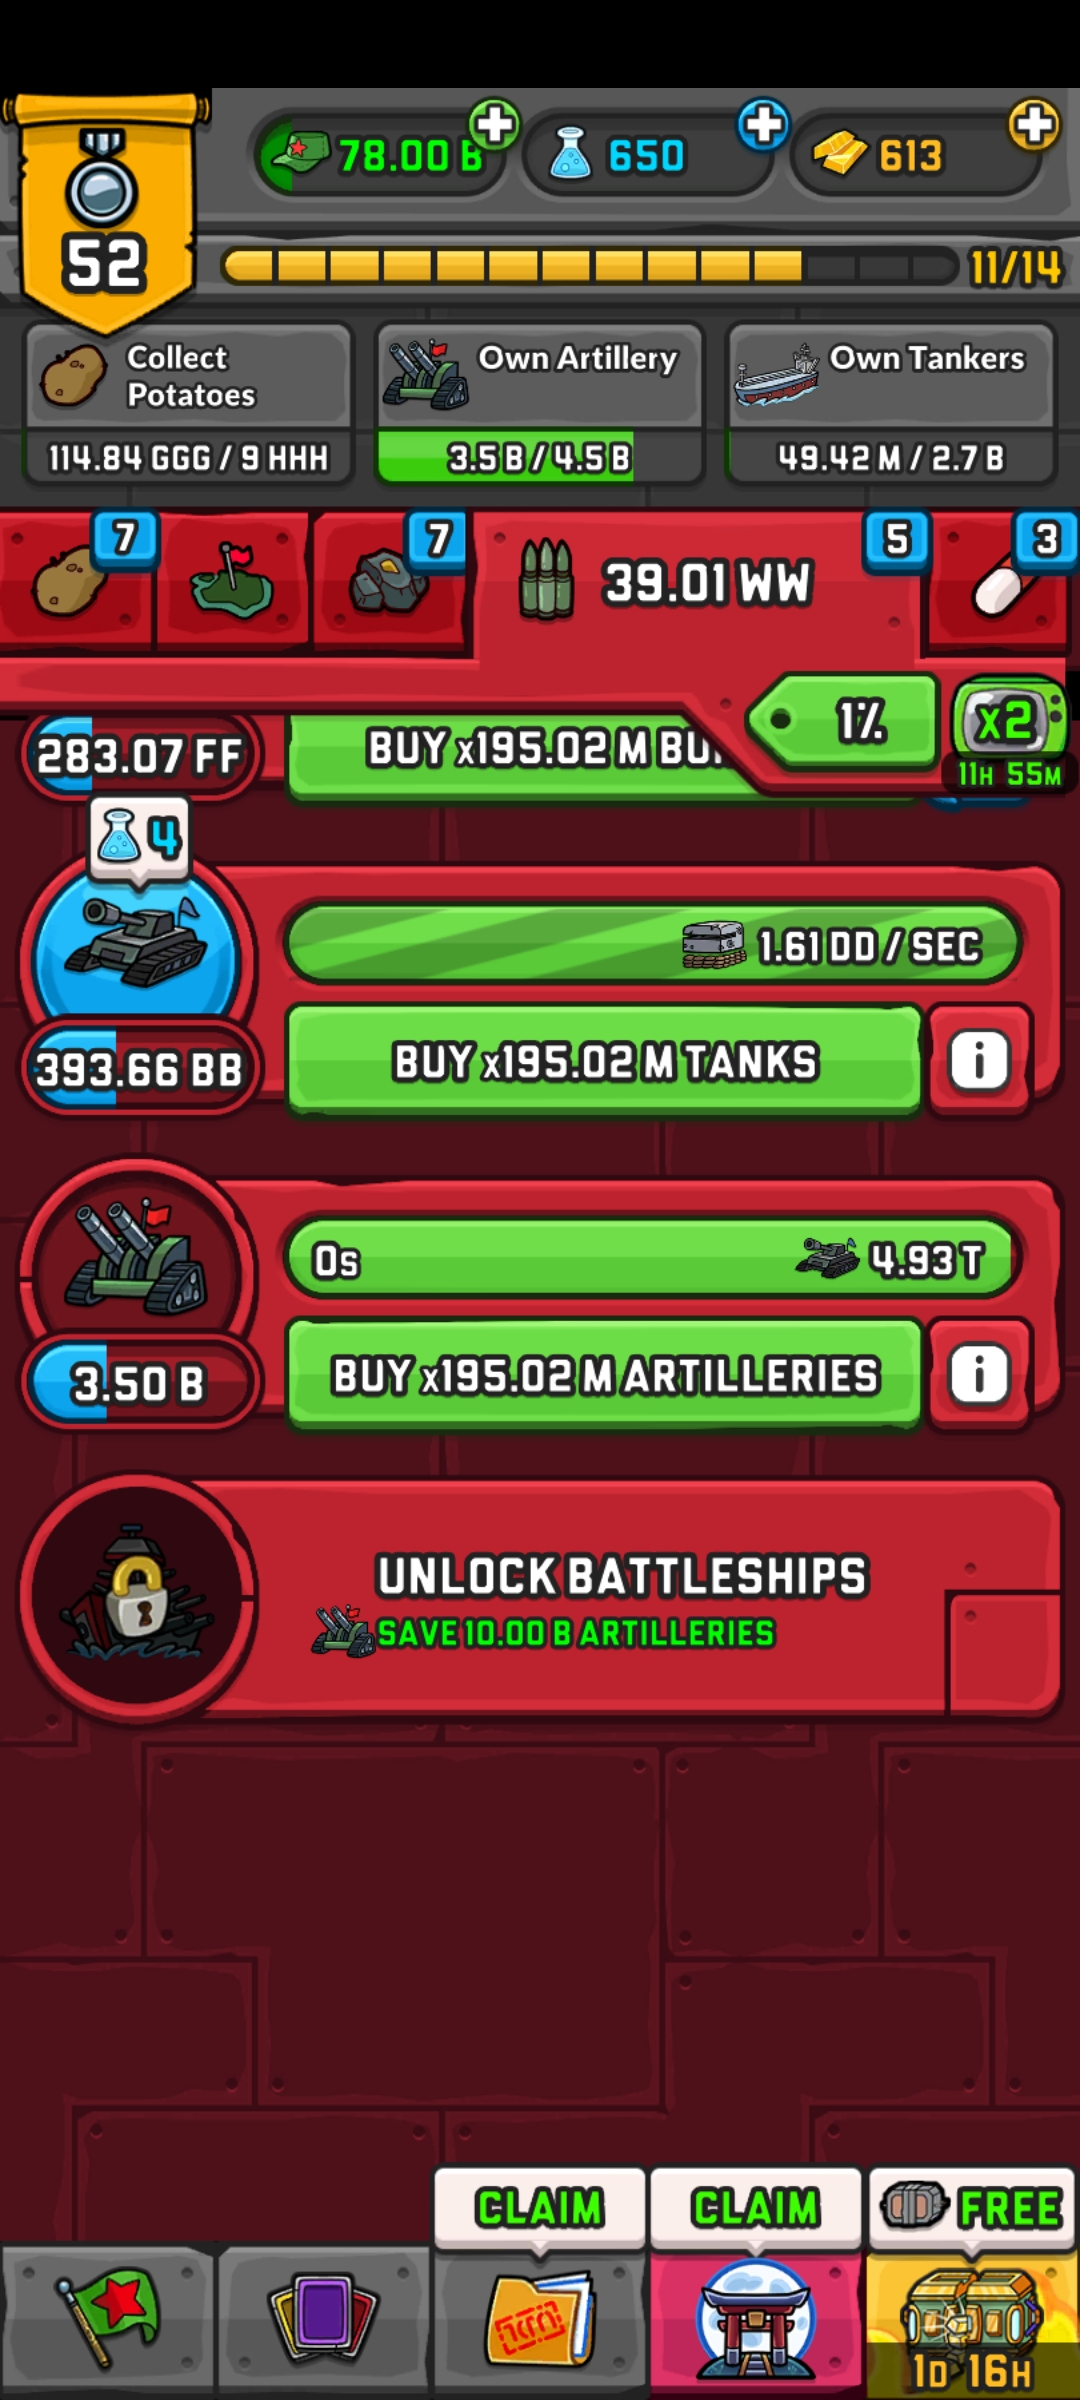 78.00 B
650
613
52
11/14
Collect
Potatoes
114.84 GGG / 9 HHH
Own Artillery
3.5 B / 4.5 B
Own Tankers
49.42 M / 2.7 B
7
7
39.01 WW
5
3
1%
x2
11H 55M
283.07 FF
BUY x195.02 M
4
1.61 DD / SEC
393.66 BB
BUY x195.02 M TANKS
i
0s
4.93 T
3.50 B
BUY x195.02 M ARTILLERIES
i
UNLOCK BATTLESHIPS
SAVE 10.00 B ARTILLERIES
CLAIM
CLAIM
FREE
1D 16H